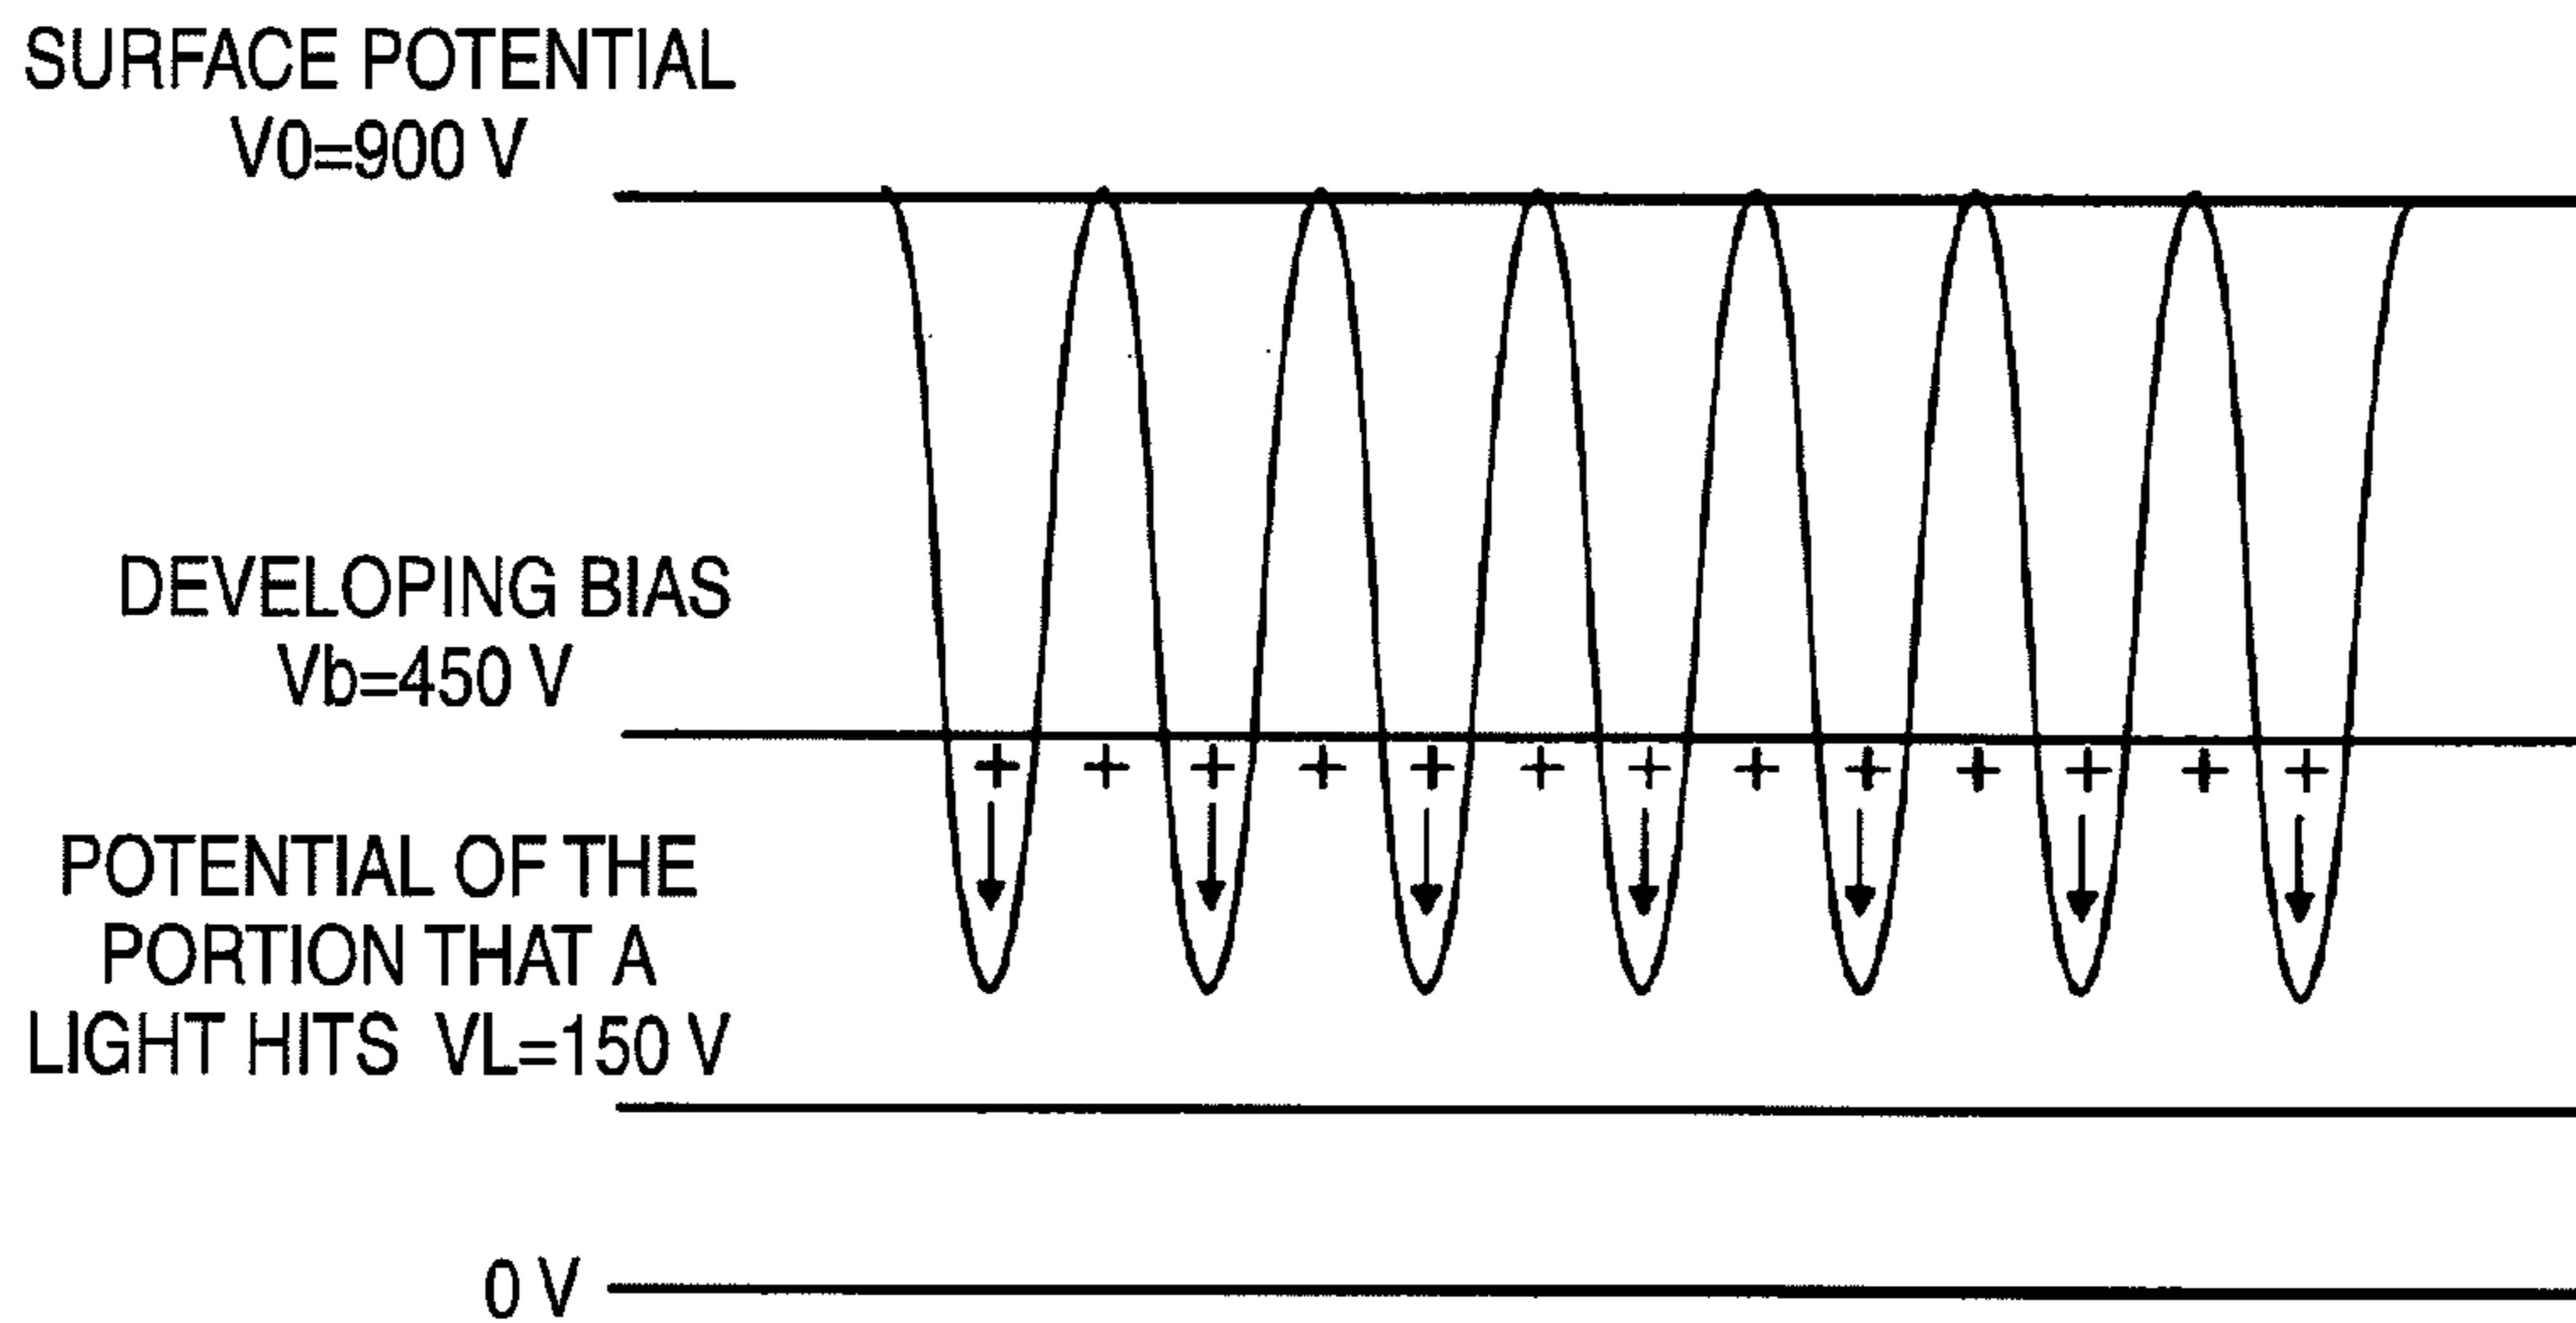 SURFACE POTENTIAL
V0=900 V
DEVELOPING BIAS
Vb=450 V
+ + + + + + + + + + + + +
POTENTIAL OF THE
PORTION THAT A
LIGHT HITS VL=150 V
0 V